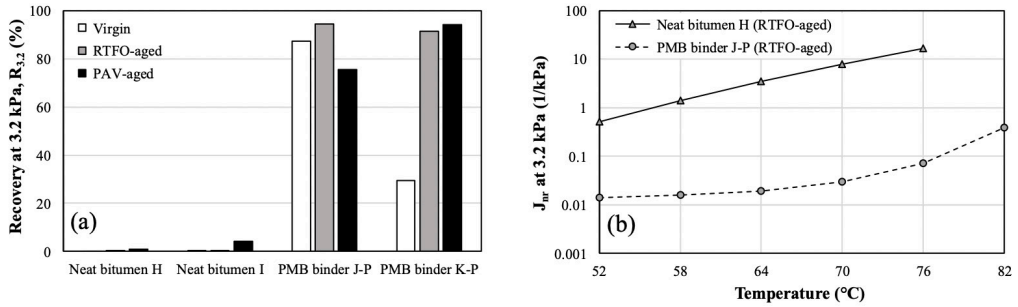 Recovery at 3.2 kPa, R3.2 (%)
100
80
60
40
20
0
Virgin
RTFO-aged
PAV-aged
(a)
Neat bitumen H
Neat bitumen I
PMB binder J-P
PMB binder K-P
Jnr at 3.2 kPa (1/kPa)
100
10
1
0.1
0.01
0.001
Neat bitumen H (RTFO-aged)
PMB binder J-P (RTFO-aged)
(b)
52
58
64
70
76
82
Temperature (°C)